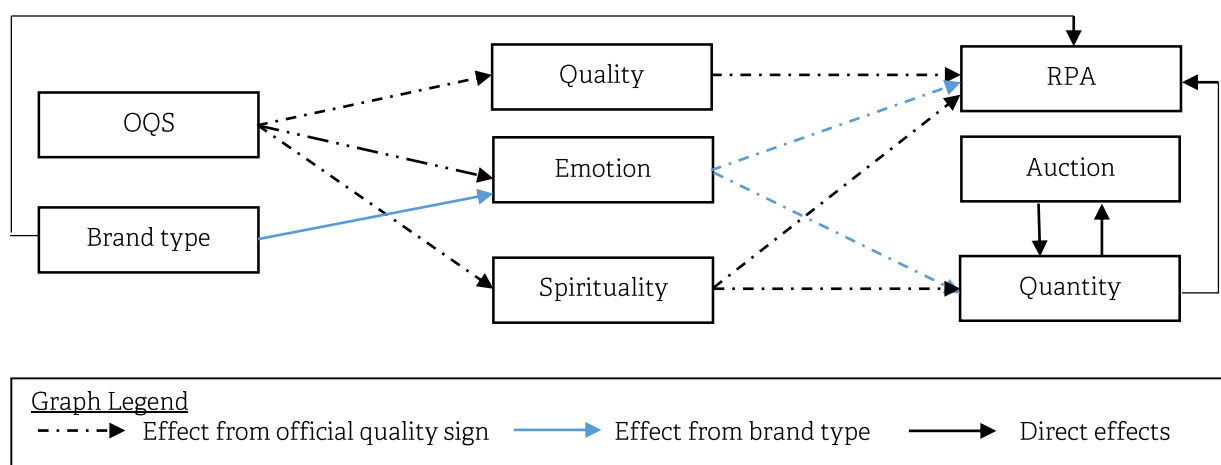 OQS
Brand type
Quality
Emotion
Spirituality
RPA
Auction
Quantity
Graph Legend
Effect from official quality sign
Effect from brand type
Direct effects